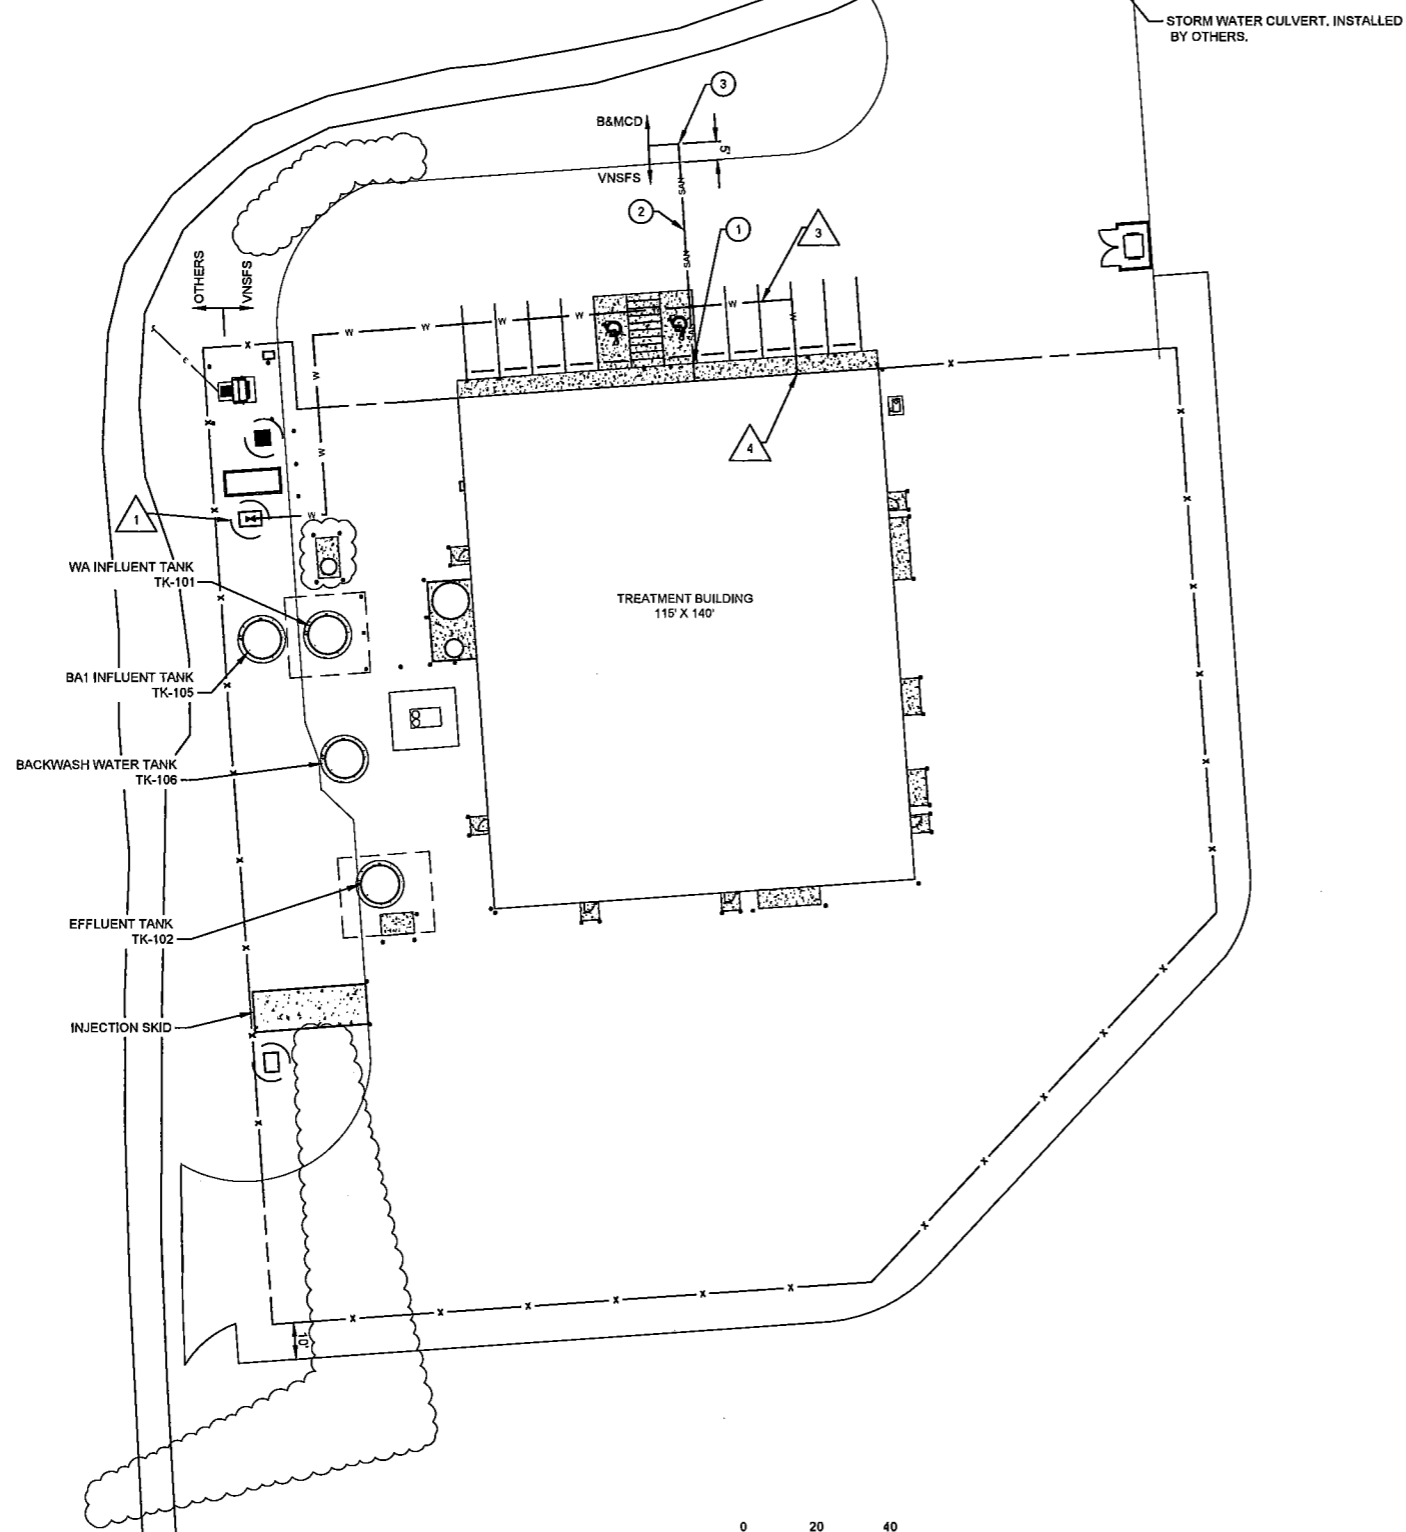 STORM WATER CULVERT. INSTALLED
BY OTHERS.
3
B&MCD
5'
VNSFS
SAN
2
1
3
SAN
OTHERS
VNSFS
W
W
W
W
W
W
SAN
X
W
X
X
W
4
X
X
W
1
X
X
WA INFLUENT TANK
TK-101
X
X
TREATMENT BUILDING
115' X 140'
BA1 INFLUENT TANK
TK-105
X
X
BACKWASH WATER TANK
TK-106
X
X
X
X
EFFLUENT TANK
TK-102
X
X
INJECTION SKID
X
X
X
X
X
X
X
X
X
X
X
X
X
10'
0 20 40